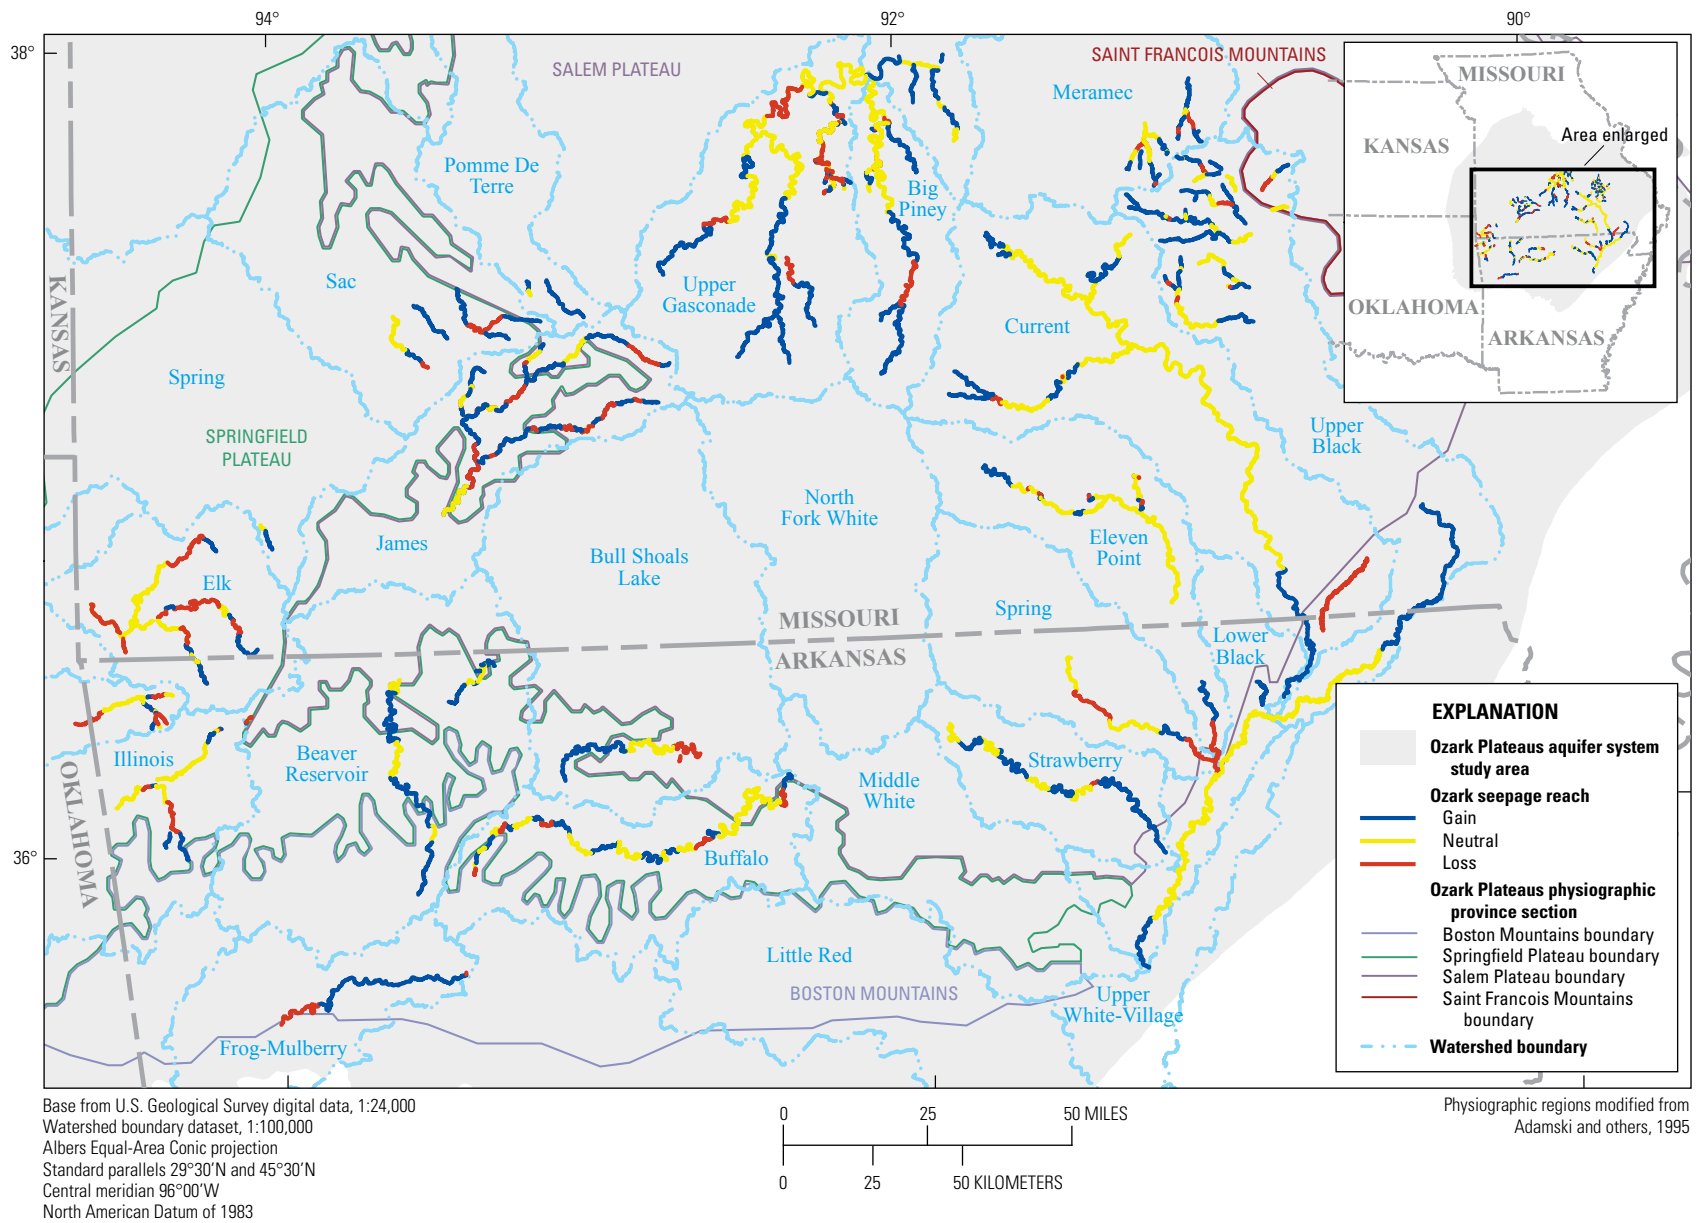 94°
92°
90°
38°
36°
SALEM PLATEAU
SAINT FRANCOIS MOUNTAINS
Meramec
Pomme De
Terre
Big
Piney
Sac
Upper
Gasconade
Current
KANSAS
Spring
SPRINGFIELD
PLATEAU
Upper
Black
North
Fork White
James
Bull Shoals
Lake
Eleven
Point
Elk
Spring
MISSOURI
ARKANSAS
Lower
Black
Illinois
Beaver
Reservoir
OKLAHOMA
Strawberry
Middle
White
Buffalo
Little Red
BOSTON MOUNTAINS
Upper
White-Village
Frog-Mulberry
MISSOURI
Area enlarged
KANSAS
OKLAHOMA
ARKANSAS
EXPLANATION
Ozark Plateaus aquifer system
study area
Ozark seepage reach
Gain
Neutral
Loss
Ozark Plateaus physiographic
province section
Boston Mountains boundary
Springfield Plateau boundary
Salem Plateau boundary
Saint Francois Mountains
boundary
Watershed boundary
Base from U.S. Geological Survey digital data, 1:24,000
Watershed boundary dataset, 1:100,000
Albers Equal-Area Conic projection
Standard parallels 29°30'N and 45°30'N
Central meridian 96°00'W
North American Datum of 1983
0 25 50 MILES
0 25 50 KILOMETERS
Physiographic regions modified from
Adamski and others, 1995